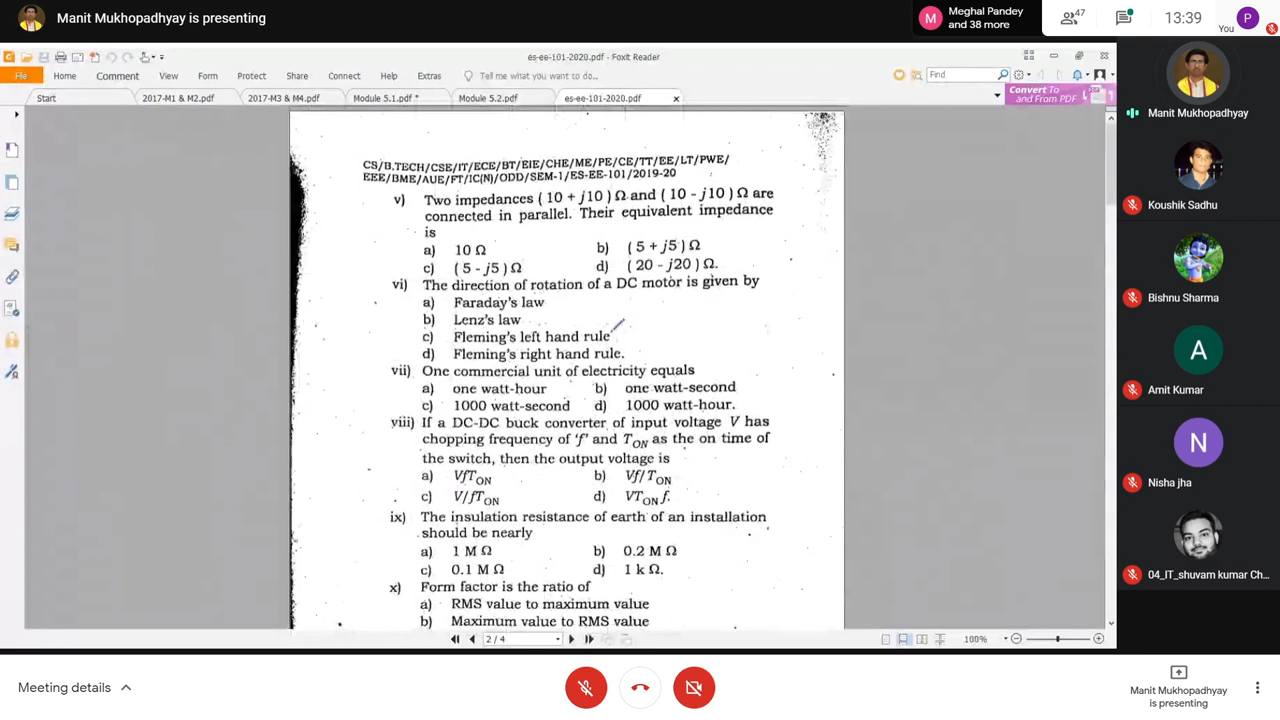 Manit Mukhopadhyay is presenting
M
Meghal Pandey
and 38 more
47
13:39
You
P
es-ee-101-2020.pdf - Foxit Reader
File
Home
Comment
View
Form
Protect
Share
Connect
Help
Extras
Tell me what you want to do..
Find
Start
2017-M1 & M2.pdf
2017-M3 & M4.pdf
Module 5.1.pdf *
Module 5.2.pdf
es-ee-101-2020.pdf
Convert To
and From PDF
CS/B.TECH/CSE/IT/ECE/BT/EIE/CHE/ME/PE/CE/TT/EE/LT/PWE/
EEE/BME/AUE/FT/IC(N)/ODD/SEM-1/ES-EE-101/2019-20
v) Two impedances ( 10 + j10 ) Ω and ( 10 - j10 ) Ω are
connected in parallel. Their equivalent impedance
is
a) 10 Ω b) ( 5 + j5 ) Ω
c) ( 5 - j5 ) Ω d) ( 20 - j20 ) Ω.
vi) The direction of rotation of a DC motor is given by
a) Faraday's law
b) Lenz's law
c) Fleming's left hand rule
d) Fleming's right hand rule.
vii) One commercial unit of electricity equals
a) one watt-hour b) one watt-second
c) 1000 watt-second d) 1000 watt-hour.
viii) If a DC-DC buck converter of input voltage V has
chopping frequency of 'f' and TON as the on time of
the switch, then the output voltage is
a) VfTON b) Vf/TON
c) V/fTON d) VTON f.
ix) The insulation resistance of earth of an installation
should be nearly
a) 1 M Ω b) 0.2 M Ω
c) 0.1 M Ω d) 1 k Ω.
x) Form factor is the ratio of
a) RMS value to maximum value
b) Maximum value to RMS value
2 / 4
100%
Manit Mukhopadhyay
Koushik Sadhu
Bishnu Sharma
A
Amit Kumar
N
Nisha jha
04_IT_shuvam kumar Ch...
Meeting details
Manit Mukhopadhyay
is presenting